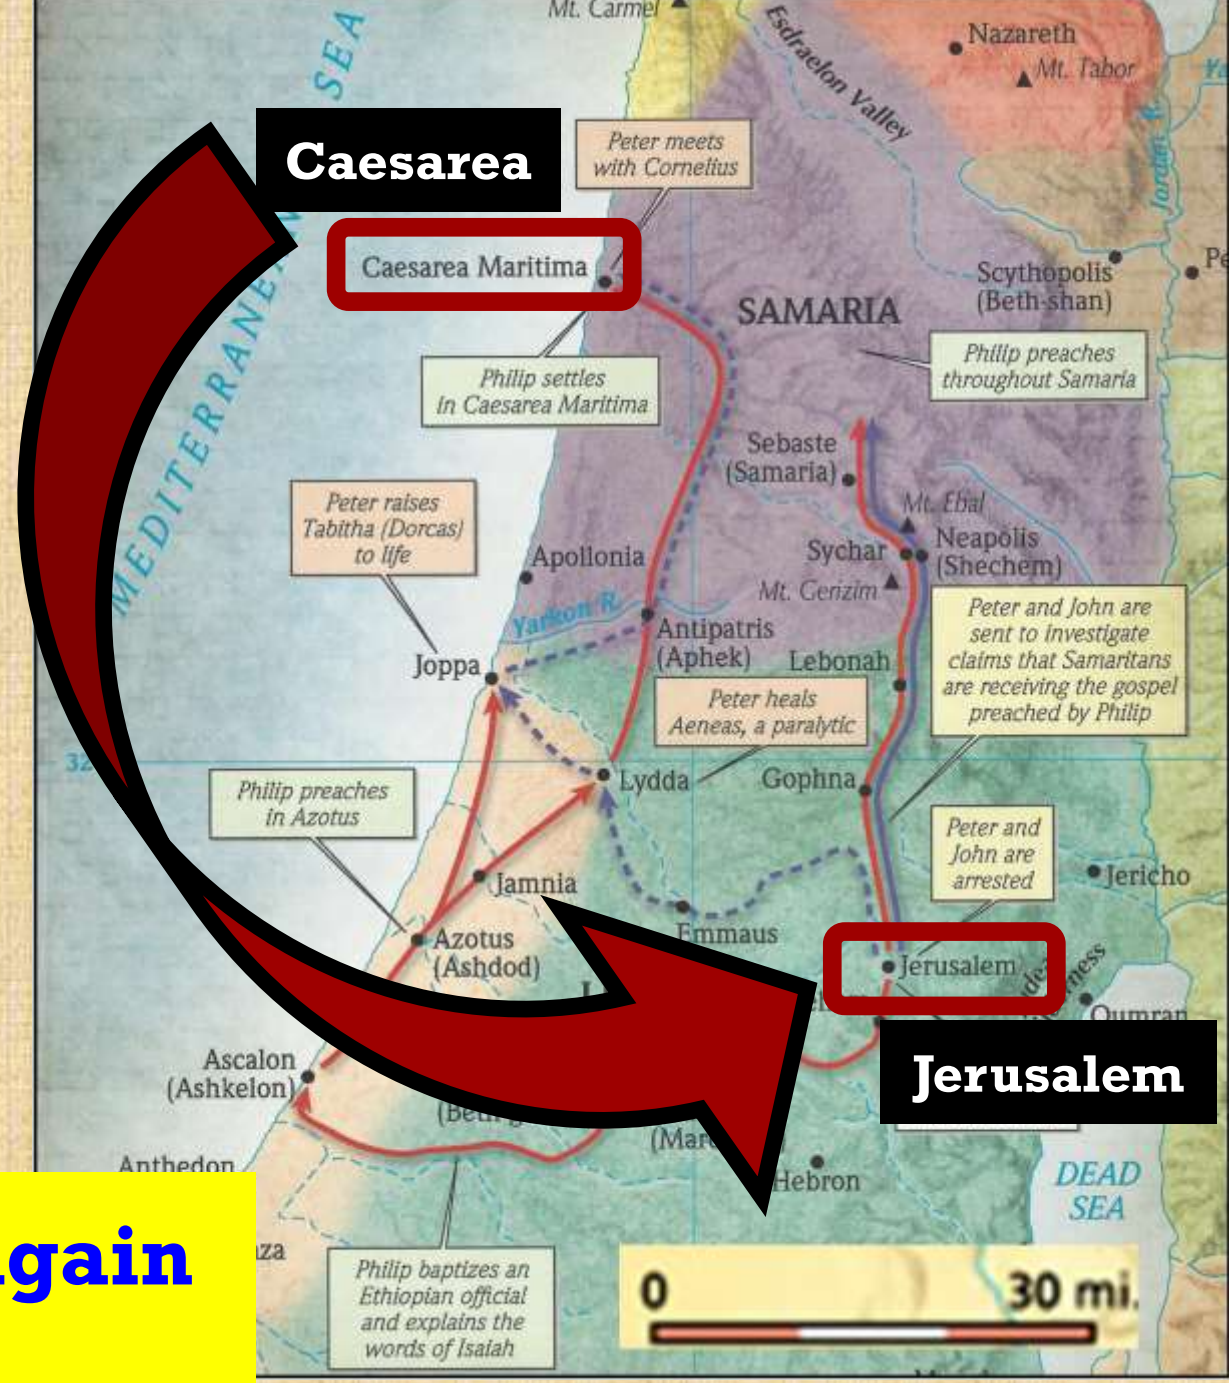 Mt. Carmel
Esdraelon Valley
Nazareth
Mt. Tabor
Jordan R.
MEDITERRANEAN SEA
Caesarea
Peter meets
with Cornelius
Caesarea Maritima
SAMARIA
Scythopolis
(Beth-shan)
Philip settles
in Caesarea Maritima
Philip preaches
throughout Samaria
Sebaste
(Samaria)
Peter raises
Tabitha (Dorcas)
to life
Mt. Ebal
Apollonia
Sychar
Neapolis
(Shechem)
Mt. Gerizim
Yarkon R.
Antipatris
(Aphek)
Peter and John are
sent to investigate
claims that Samaritans
are receiving the gospel
preached by Philip
Joppa
Lebonah
Peter heals
Aeneas, a paralytic
32
Lydda
Gophna
Philip preaches
in Azotus
Peter and
John are
arrested
Jamnia
Jericho
Azotus
(Ashdod)
Emmaus
Jerusalem
Qumran
Ascalon
(Ashkelon)
Jerusalem
Anthedon
Hebron
DEAD
SEA
Philip baptizes an
Ethiopian official
and explains the
words of Isaiah
0 30 mi.